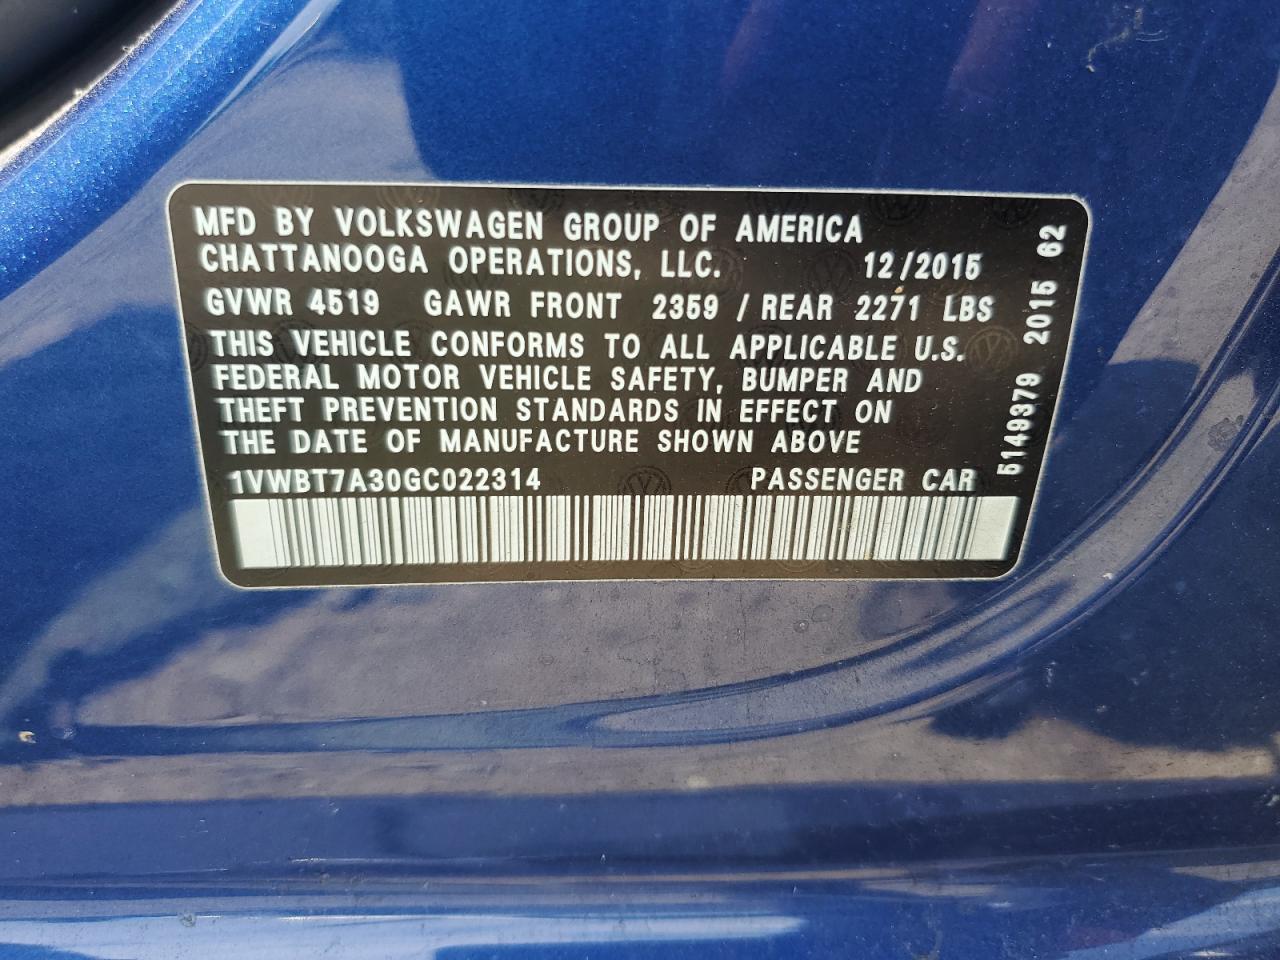 MFD BY VOLKSWAGEN GROUP OF AMERICA
CHATTANOOGA OPERATIONS, LLC. 12/2015
GVWR 4519 GAWR FRONT 2359 / REAR 2271 LBS
THIS VEHICLE CONFORMS TO ALL APPLICABLE U.S.
FEDERAL MOTOR VEHICLE SAFETY, BUMPER AND
THEFT PREVENTION STANDARDS IN EFFECT ON
THE DATE OF MANUFACTURE SHOWN ABOVE
1VWBT7A30GC022314 PASSENGER CAR
5149379 2015 62